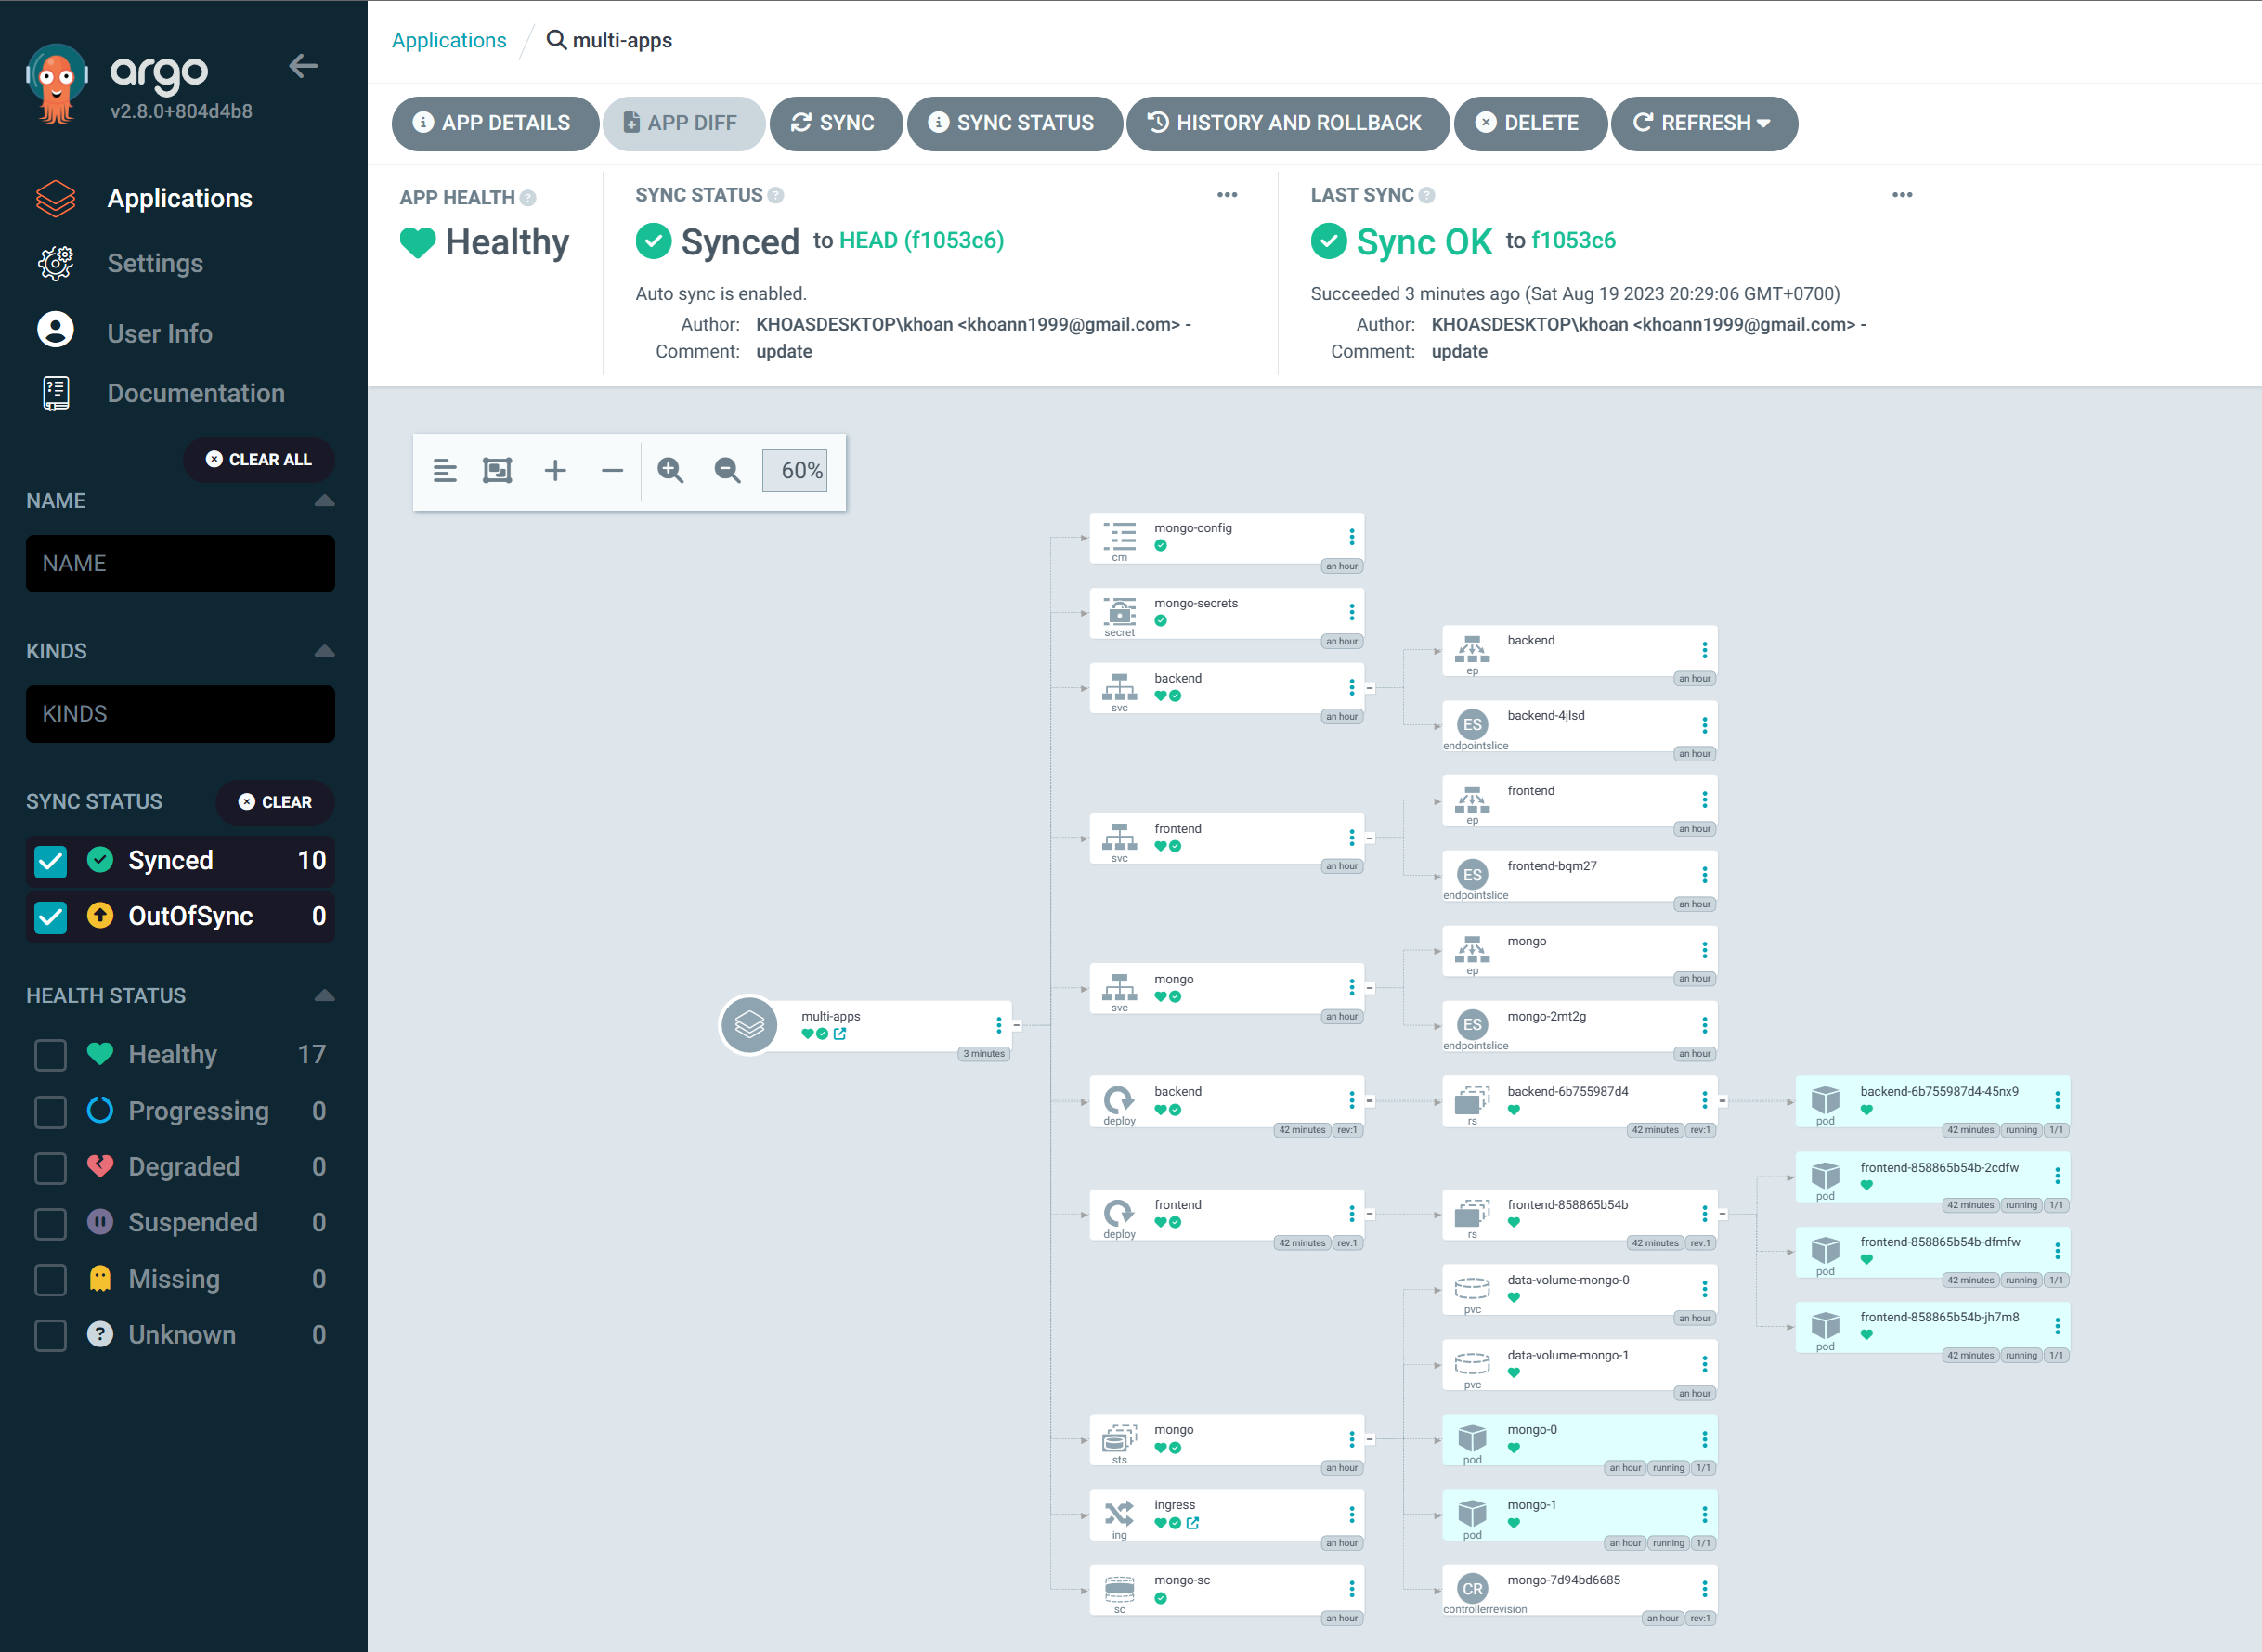 argo
v2.8.0+804d4b8
Applications
Settings
User Info
Documentation
CLEAR ALL
NAME
NAME
KINDS
KINDS
SYNC STATUS
CLEAR
Synced 10
OutOfSync 0
HEALTH STATUS
Healthy 17
Progressing 0
Degraded 0
Suspended 0
Missing 0
Unknown 0
Applications / multi-apps
APP DETAILS APP DIFF SYNC SYNC STATUS HISTORY AND ROLLBACK DELETE REFRESH
APP HEALTH ?
Healthy
SYNC STATUS ?
Synced to HEAD (f1053c6)
Auto sync is enabled.
Author: KHOASDESKTOP\khoan <khoann1999@gmail.com> -
Comment: update
LAST SYNC ?
Sync OK to f1053c6
Succeeded 3 minutes ago (Sat Aug 19 2023 20:29:06 GMT+0700)
Author: KHOASDESKTOP\khoan <khoann1999@gmail.com> -
Comment: update
60%
multi-apps
3 minutes
mongo-config
cm
an hour
mongo-secrets
secret
an hour
backend
svc
an hour
frontend
svc
an hour
mongo
svc
an hour
backend
deploy
42 minutes rev:1
frontend
deploy
42 minutes rev:1
mongo
sts
an hour
ingress
ing
an hour
mongo-sc
sc
an hour
backend
ep
an hour
ES
backend-4jlsd
endpointslice
an hour
frontend
ep
an hour
ES
frontend-bqm27
endpointslice
an hour
mongo
ep
an hour
ES
mongo-2mt2g
endpointslice
an hour
backend-6b755987d4
rs
42 minutes rev:1
frontend-858865b54b
rs
42 minutes rev:1
data-volume-mongo-0
pvc
an hour
data-volume-mongo-1
pvc
an hour
mongo-0
pod
an hour running 1/1
mongo-1
pod
an hour running 1/1
CR
mongo-7d94bd6685
controllerrevision
an hour rev:1
backend-6b755987d4-45nx9
pod
42 minutes running 1/1
frontend-858865b54b-2cdfw
pod
42 minutes running 1/1
frontend-858865b54b-dfmfw
pod
42 minutes running 1/1
frontend-858865b54b-jh7m8
pod
42 minutes running 1/1